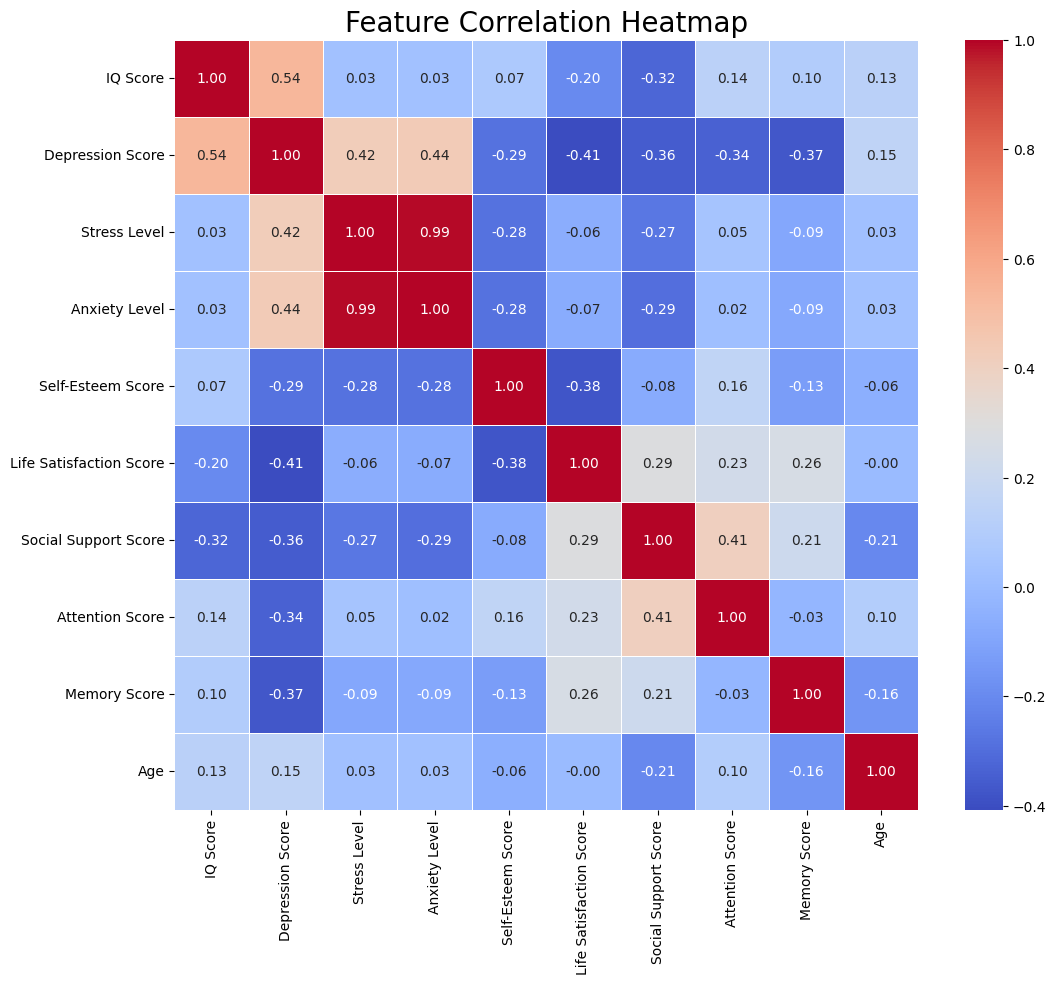 Feature Correlation Heatmap
IQ Score 1.00 0.54 0.03 0.03 0.07 -0.20 -0.32 0.14 0.10 0.13
Depression Score 0.54 1.00 0.42 0.44 -0.29 -0.41 -0.36 -0.34 -0.37 0.15
Stress Level 0.03 0.42 1.00 0.99 -0.28 -0.06 -0.27 0.05 -0.09 0.03
Anxiety Level 0.03 0.44 0.99 1.00 -0.28 -0.07 -0.29 0.02 -0.09 0.03
Self-Esteem Score 0.07 -0.29 -0.28 -0.28 1.00 -0.38 -0.08 0.16 -0.13 -0.06
Life Satisfaction Score -0.20 -0.41 -0.06 -0.07 -0.38 1.00 0.29 0.23 0.26 -0.00
Social Support Score -0.32 -0.36 -0.27 -0.29 -0.08 0.29 1.00 0.41 0.21 -0.21
Attention Score 0.14 -0.34 0.05 0.02 0.16 0.23 0.41 1.00 -0.03 0.10
Memory Score 0.10 -0.37 -0.09 -0.09 -0.13 0.26 0.21 -0.03 1.00 -0.16
Age 0.13 0.15 0.03 0.03 -0.06 -0.00 -0.21 0.10 -0.16 1.00
IQ Score
Depression Score
Stress Level
Anxiety Level
Self-Esteem Score
Life Satisfaction Score
Social Support Score
Attention Score
Memory Score
Age
1.0
0.8
0.6
0.4
0.2
0.0
−0.2
−0.4